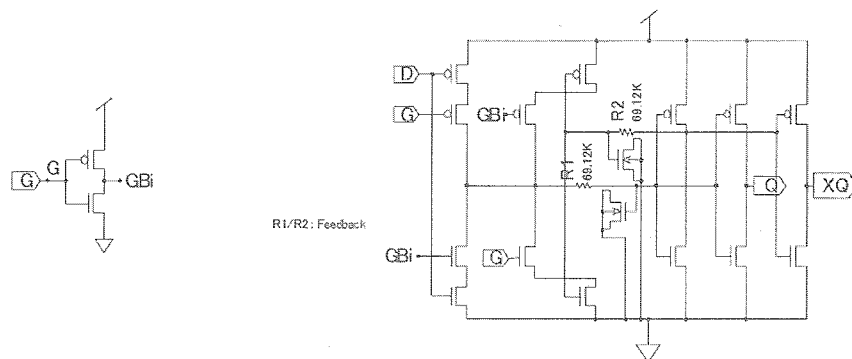 G
G
GBi
R1/R2: Feedback
D
G
GBi
GBi
G
R1
69.12K
R2
69.12K
Q
XQ